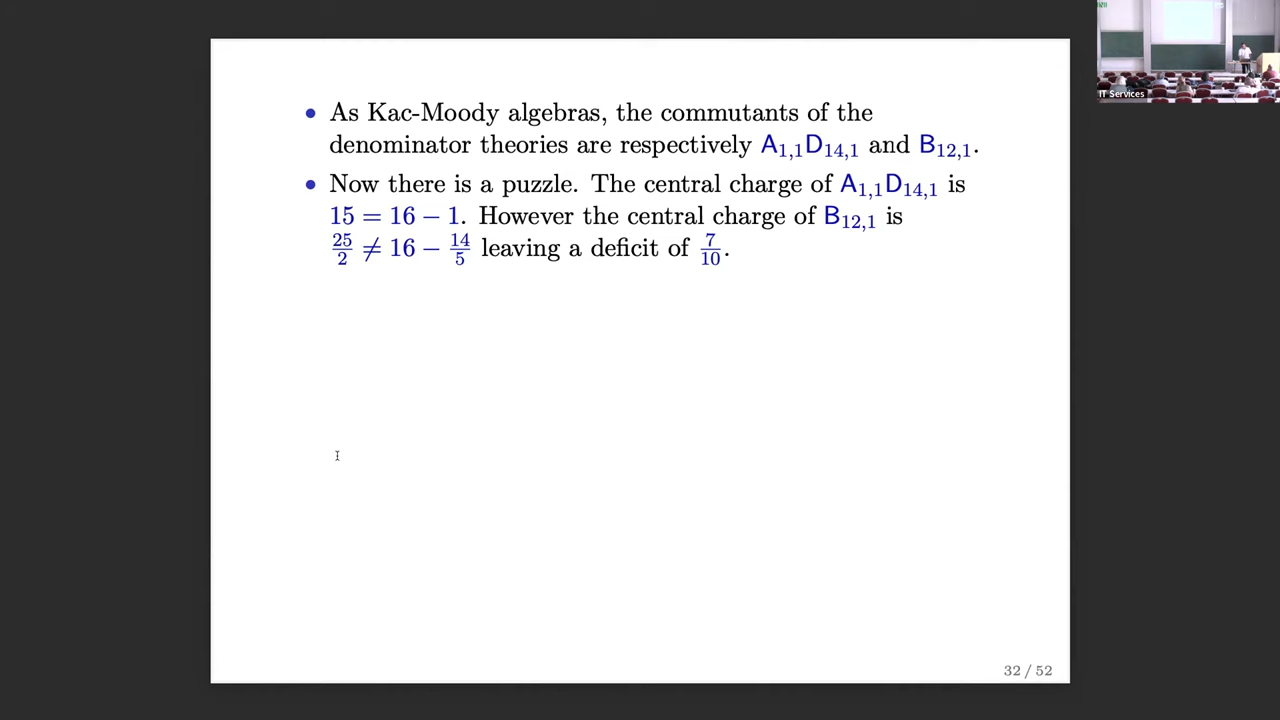 • As Kac-Moody algebras, the commutants of the
denominator theories are respectively A₁,₁D₁₄,₁ and B₁₂,₁.
• Now there is a puzzle. The central charge of A₁,₁D₁₄,₁ is
15 = 16 − 1. However the central charge of B₁₂,₁ is
25/2 ≠ 16 − 14/5 leaving a deficit of 7/10.
32 / 52
IT Services